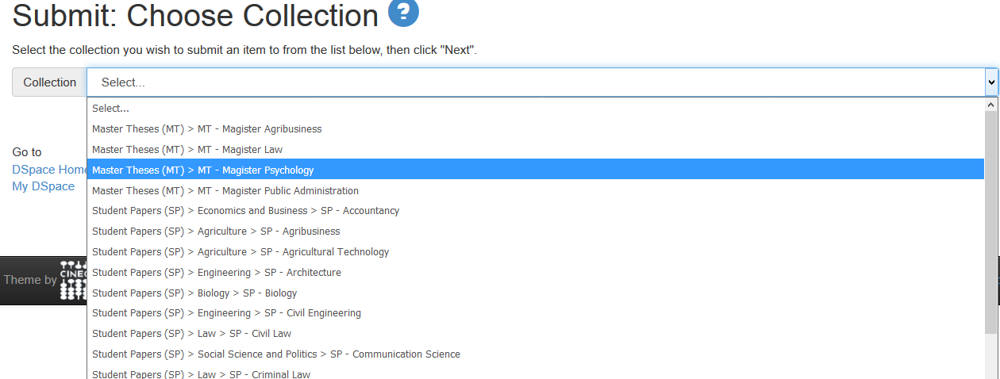 Submit: Choose Collection ?
Select the collection you wish to submit an item to from the list below, then click "Next".
Collection Select...
Select...
Master Theses (MT) > MT - Magister Agribusiness
Master Theses (MT) > MT - Magister Law
Master Theses (MT) > MT - Magister Psychology
Master Theses (MT) > MT - Magister Public Administration
Student Papers (SP) > Economics and Business > SP - Accountancy
Student Papers (SP) > Agriculture > SP - Agribusiness
Student Papers (SP) > Agriculture > SP - Agricultural Technology
Student Papers (SP) > Engineering > SP - Architecture
Student Papers (SP) > Biology > SP - Biology
Student Papers (SP) > Engineering > SP - Civil Engineering
Student Papers (SP) > Law > SP - Civil Law
Student Papers (SP) > Social Science and Politics > SP - Communication Science
Student Papers (SP) > Law > SP - Criminal Law
Go to
DSpace Home
My DSpace
Theme by